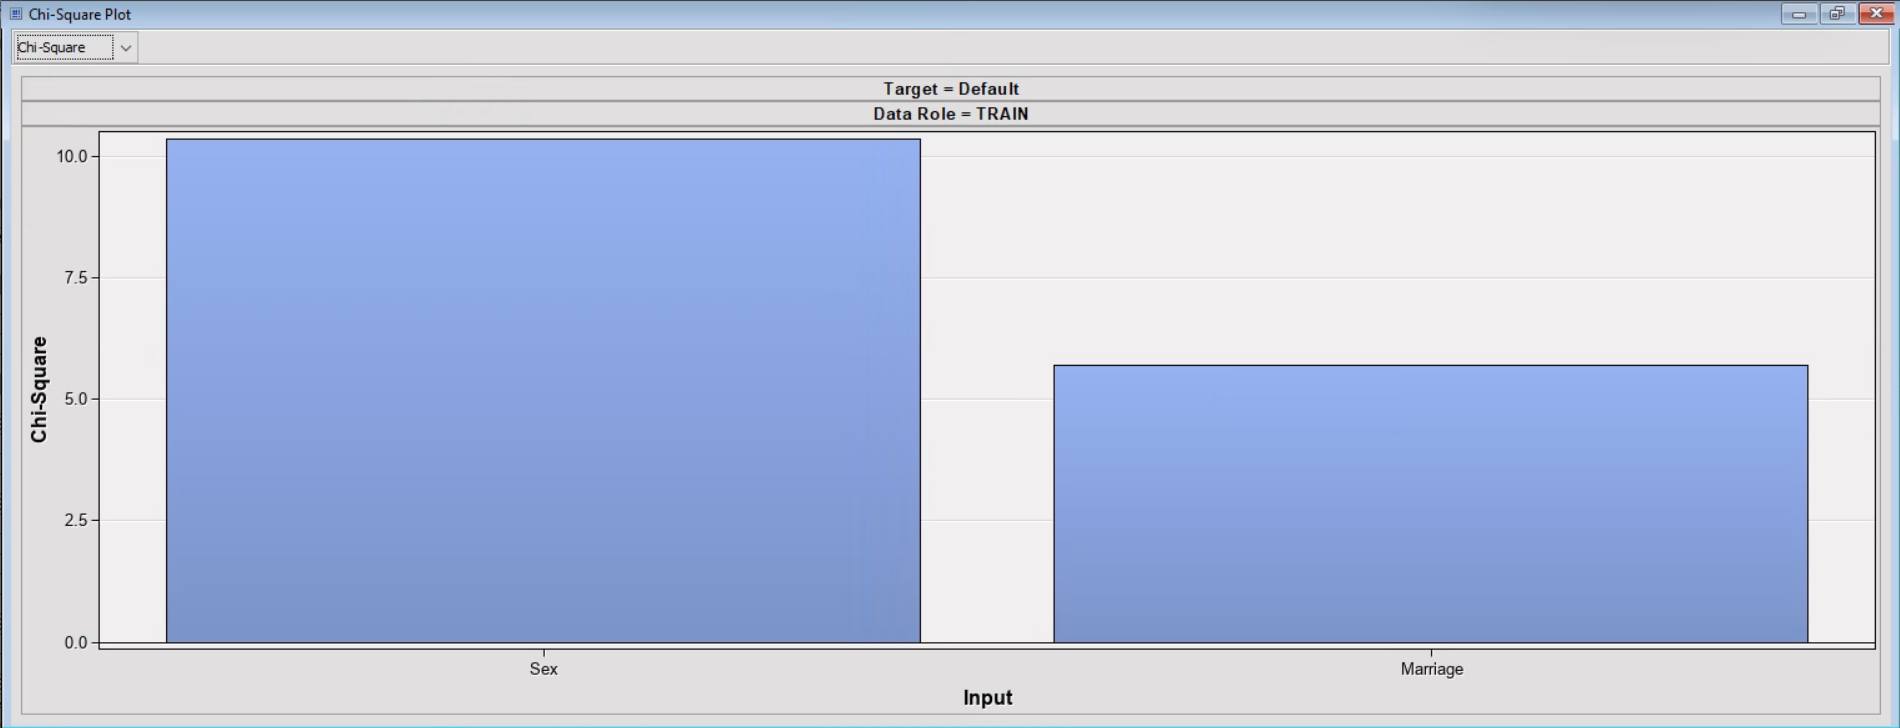 Chi-Square Plot
Chi-Square
Target = Default
Data Role = TRAIN
10.0
7.5
5.0
2.5
0.0
Chi-Square
Sex
Marriage
Input